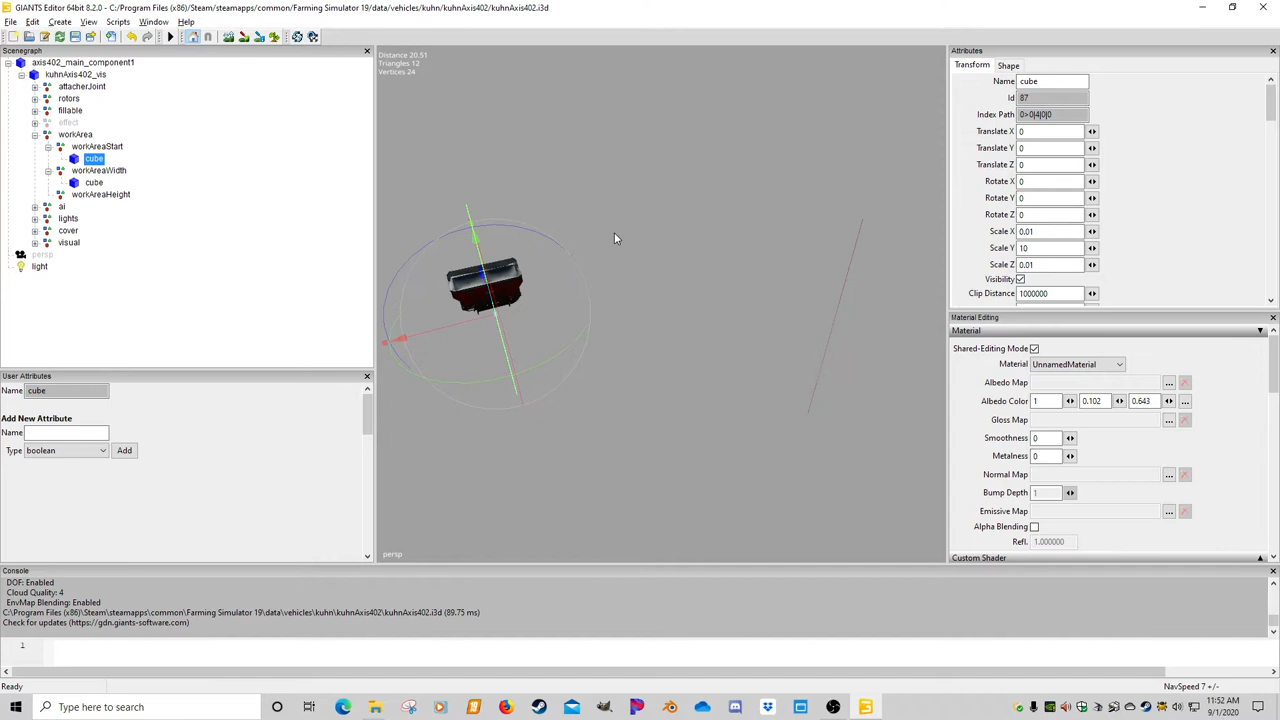 GIANTS Editor 64bit 8.2.0 - C:/Program Files (x86)/Steam/steamapps/common/Farming Simulator 19/data/vehicles/kuhn/kuhnAxis402/kuhnAxis402.i3d
File Edit Create View Scripts Window Help
Scenegraph
axis402_main_component1
kuhnAxis402_vis
attacherJoint
rotors
fillable
effect
workArea
workAreaStart
cube
workAreaWidth
cube
workAreaHeight
ai
lights
cover
visual
persp
light
User Attributes
Name cube
Add New Attribute
Name
Type boolean Add
Distance 20.51
Triangles 12
Vertices 24
persp
Attributes
Transform Shape
Name cube
Id 87
Index Path 0>0|4|0|0
Translate X 0
Translate Y 0
Translate Z 0
Rotate X 0
Rotate Y 0
Rotate Z 0
Scale X 0.01
Scale Y 10
Scale Z 0.01
Visibility
Clip Distance 1000000
Material Editing
Material
Shared-Editing Mode
Material UnnamedMaterial
Albedo Map ...
Albedo Color 1 0.102 0.643 ...
Gloss Map ...
Smoothness 0
Metalness 0
Normal Map ...
Bump Depth 1
Emissive Map ...
Alpha Blending
Refl. 1.000000
Custom Shader
Console
DOF: Enabled
Cloud Quality: 4
EnvMap Blending: Enabled
C:\Program Files (x86)\Steam\steamapps\common\Farming Simulator 19\data\vehicles\kuhn\kuhnAxis402\kuhnAxis402.i3d (89.75 ms)
Check for updates (https://gdn.giants-software.com)
1
Ready
NavSpeed 7 +/-
Type here to search
11:52 AM
9/1/2020